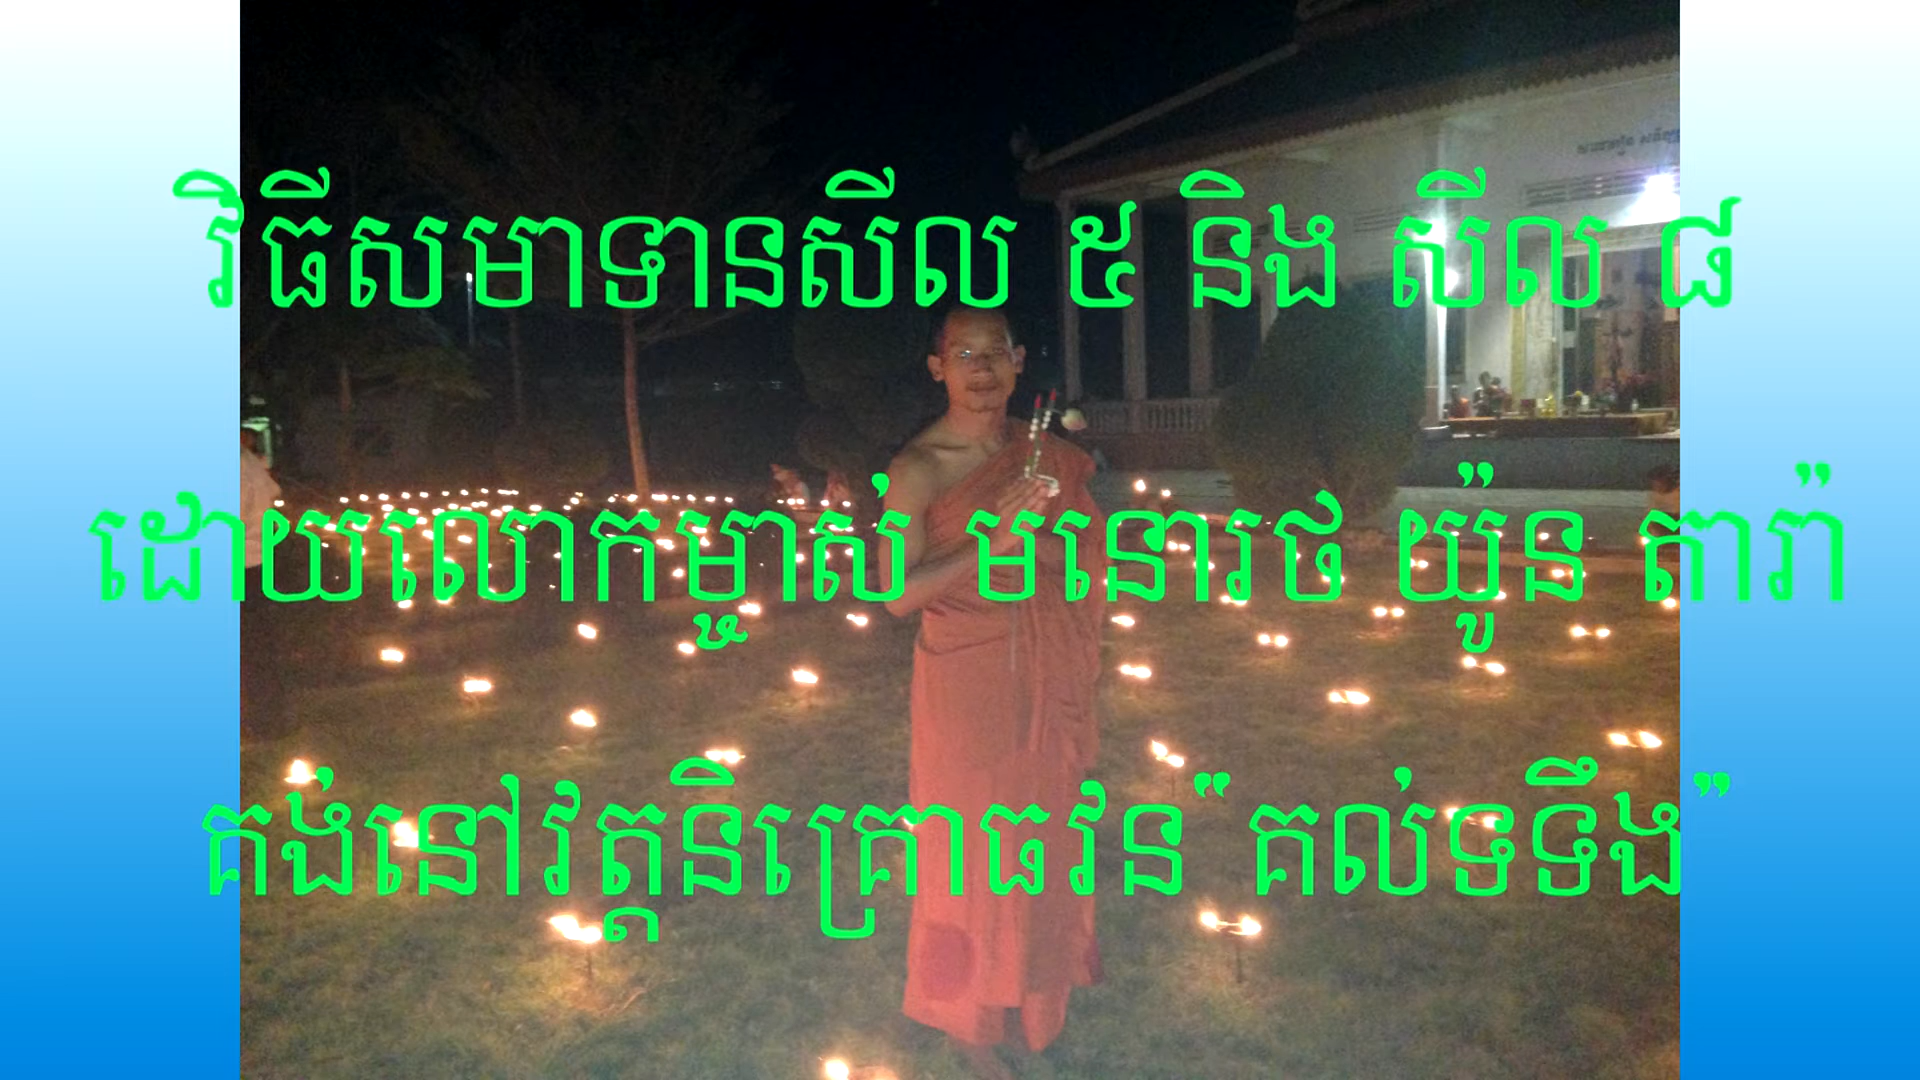 វិធីសមាទានសីល ៥ និង សីល ៨
ដោយលោកម្ចាស់ មនោរថ យ៉ូន តារ៉ា
គង់នៅវត្តនិគ្រោធវន"គល់ទទឹង"